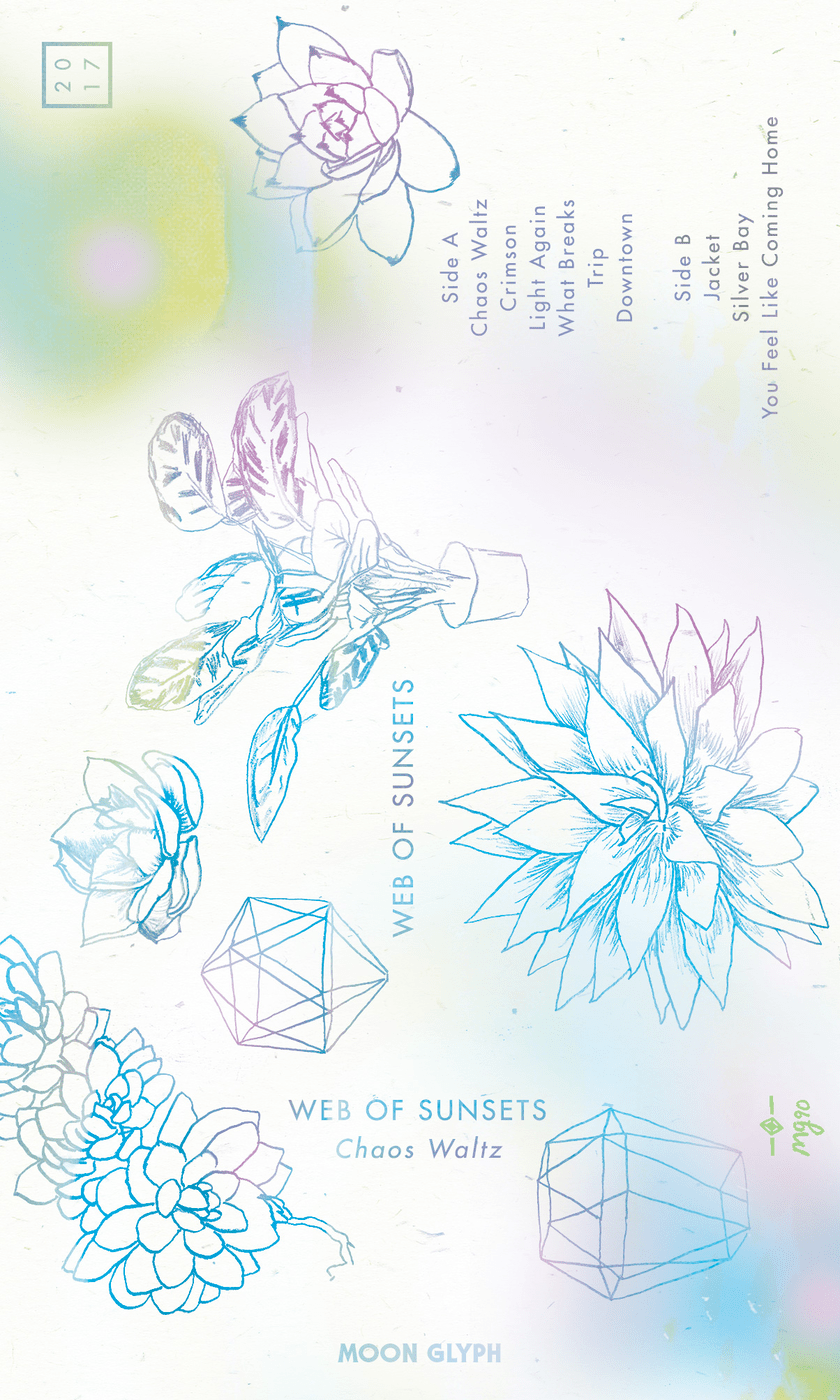 20
17
Side A
Chaos Waltz
Crimson
Light Again
What Breaks
Trip
Downtown
Side B
Jacket
Silver Bay
You Feel Like Coming Home
WEB OF SUNSETS
WEB OF SUNSETS
Chaos Waltz
mg90
MOON GLYPH